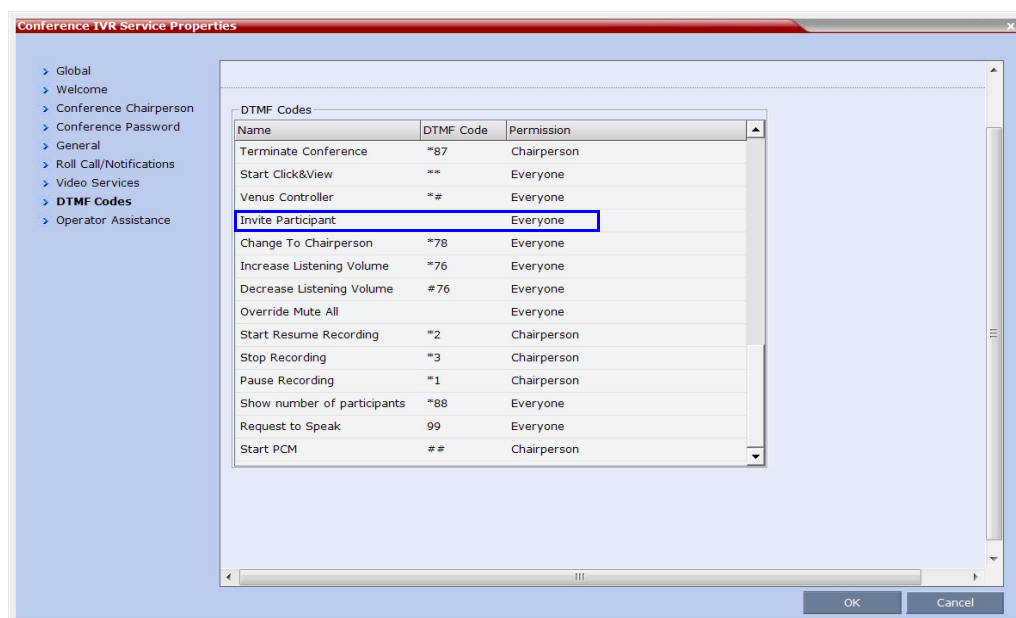 Conference IVR Service Properties
Global
Welcome
Conference Chairperson
Conference Password
General
Roll Call/Notifications
Video Services
DTMF Codes
Operator Assistance
DTMF Codes
Name DTMF Code Permission
Terminate Conference *87 Chairperson
Start Click&View ** Everyone
Venus Controller *# Everyone
Invite Participant Everyone
Change To Chairperson *78 Everyone
Increase Listening Volume *76 Everyone
Decrease Listening Volume #76 Everyone
Override Mute All Everyone
Start Resume Recording *2 Chairperson
Stop Recording *3 Chairperson
Pause Recording *1 Chairperson
Show number of participants *88 Everyone
Request to Speak 99 Everyone
Start PCM ## Chairperson
OK Cancel